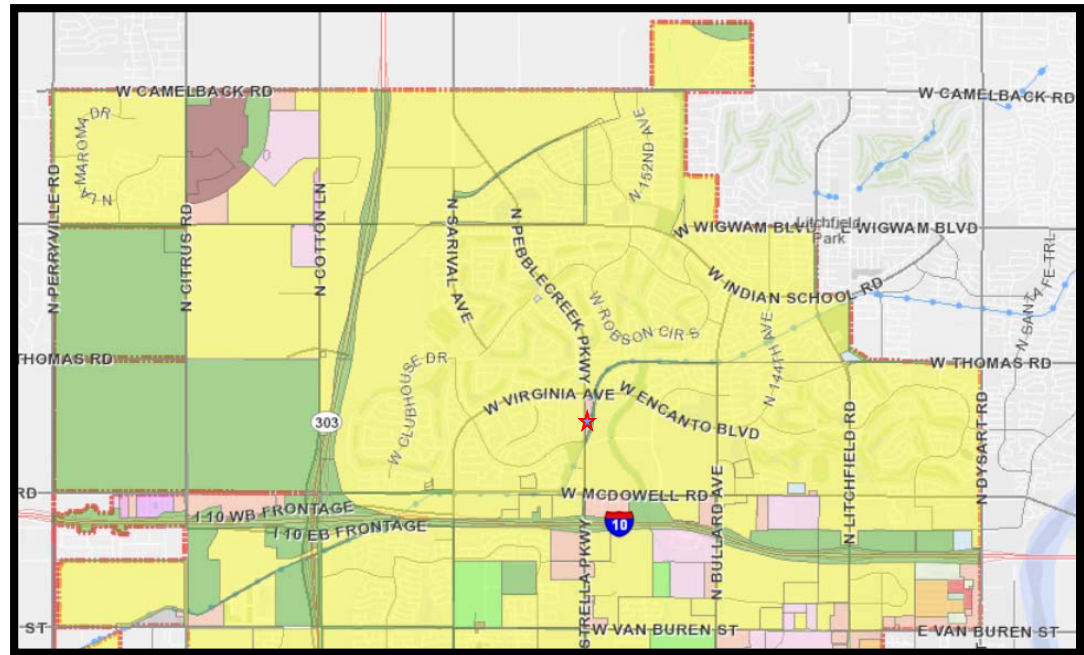 W CAMELBACK RD
W CAMELBACK RD
N LA MAROMA DR
N 152ND AVE
N PERRYVILLE RD
N CITRUS RD
N COTTON LN
N SARIVAL AVE
N PEBBLECREEK PKWY
W WIGWAM BLVD
Litchfield
Park
E WIGWAM BLVD
W INDIAN SCHOOL RD
N SANTA FE TRL
W ROBSON CIR S
N 144TH AVE
THOMAS RD
W THOMAS RD
W CLUBHOUSE DR
W VIRGINIA AVE
W ENCANTO BLVD
303
N LITCHFIELD RD
N DYSART RD
RD
W MCDOWELL RD
N BULLARD AVE
I 10 WB FRONTAGE
I 10 EB FRONTAGE
10
STRELLA PKWY
ST
W VAN BUREN ST
E VAN BUREN ST